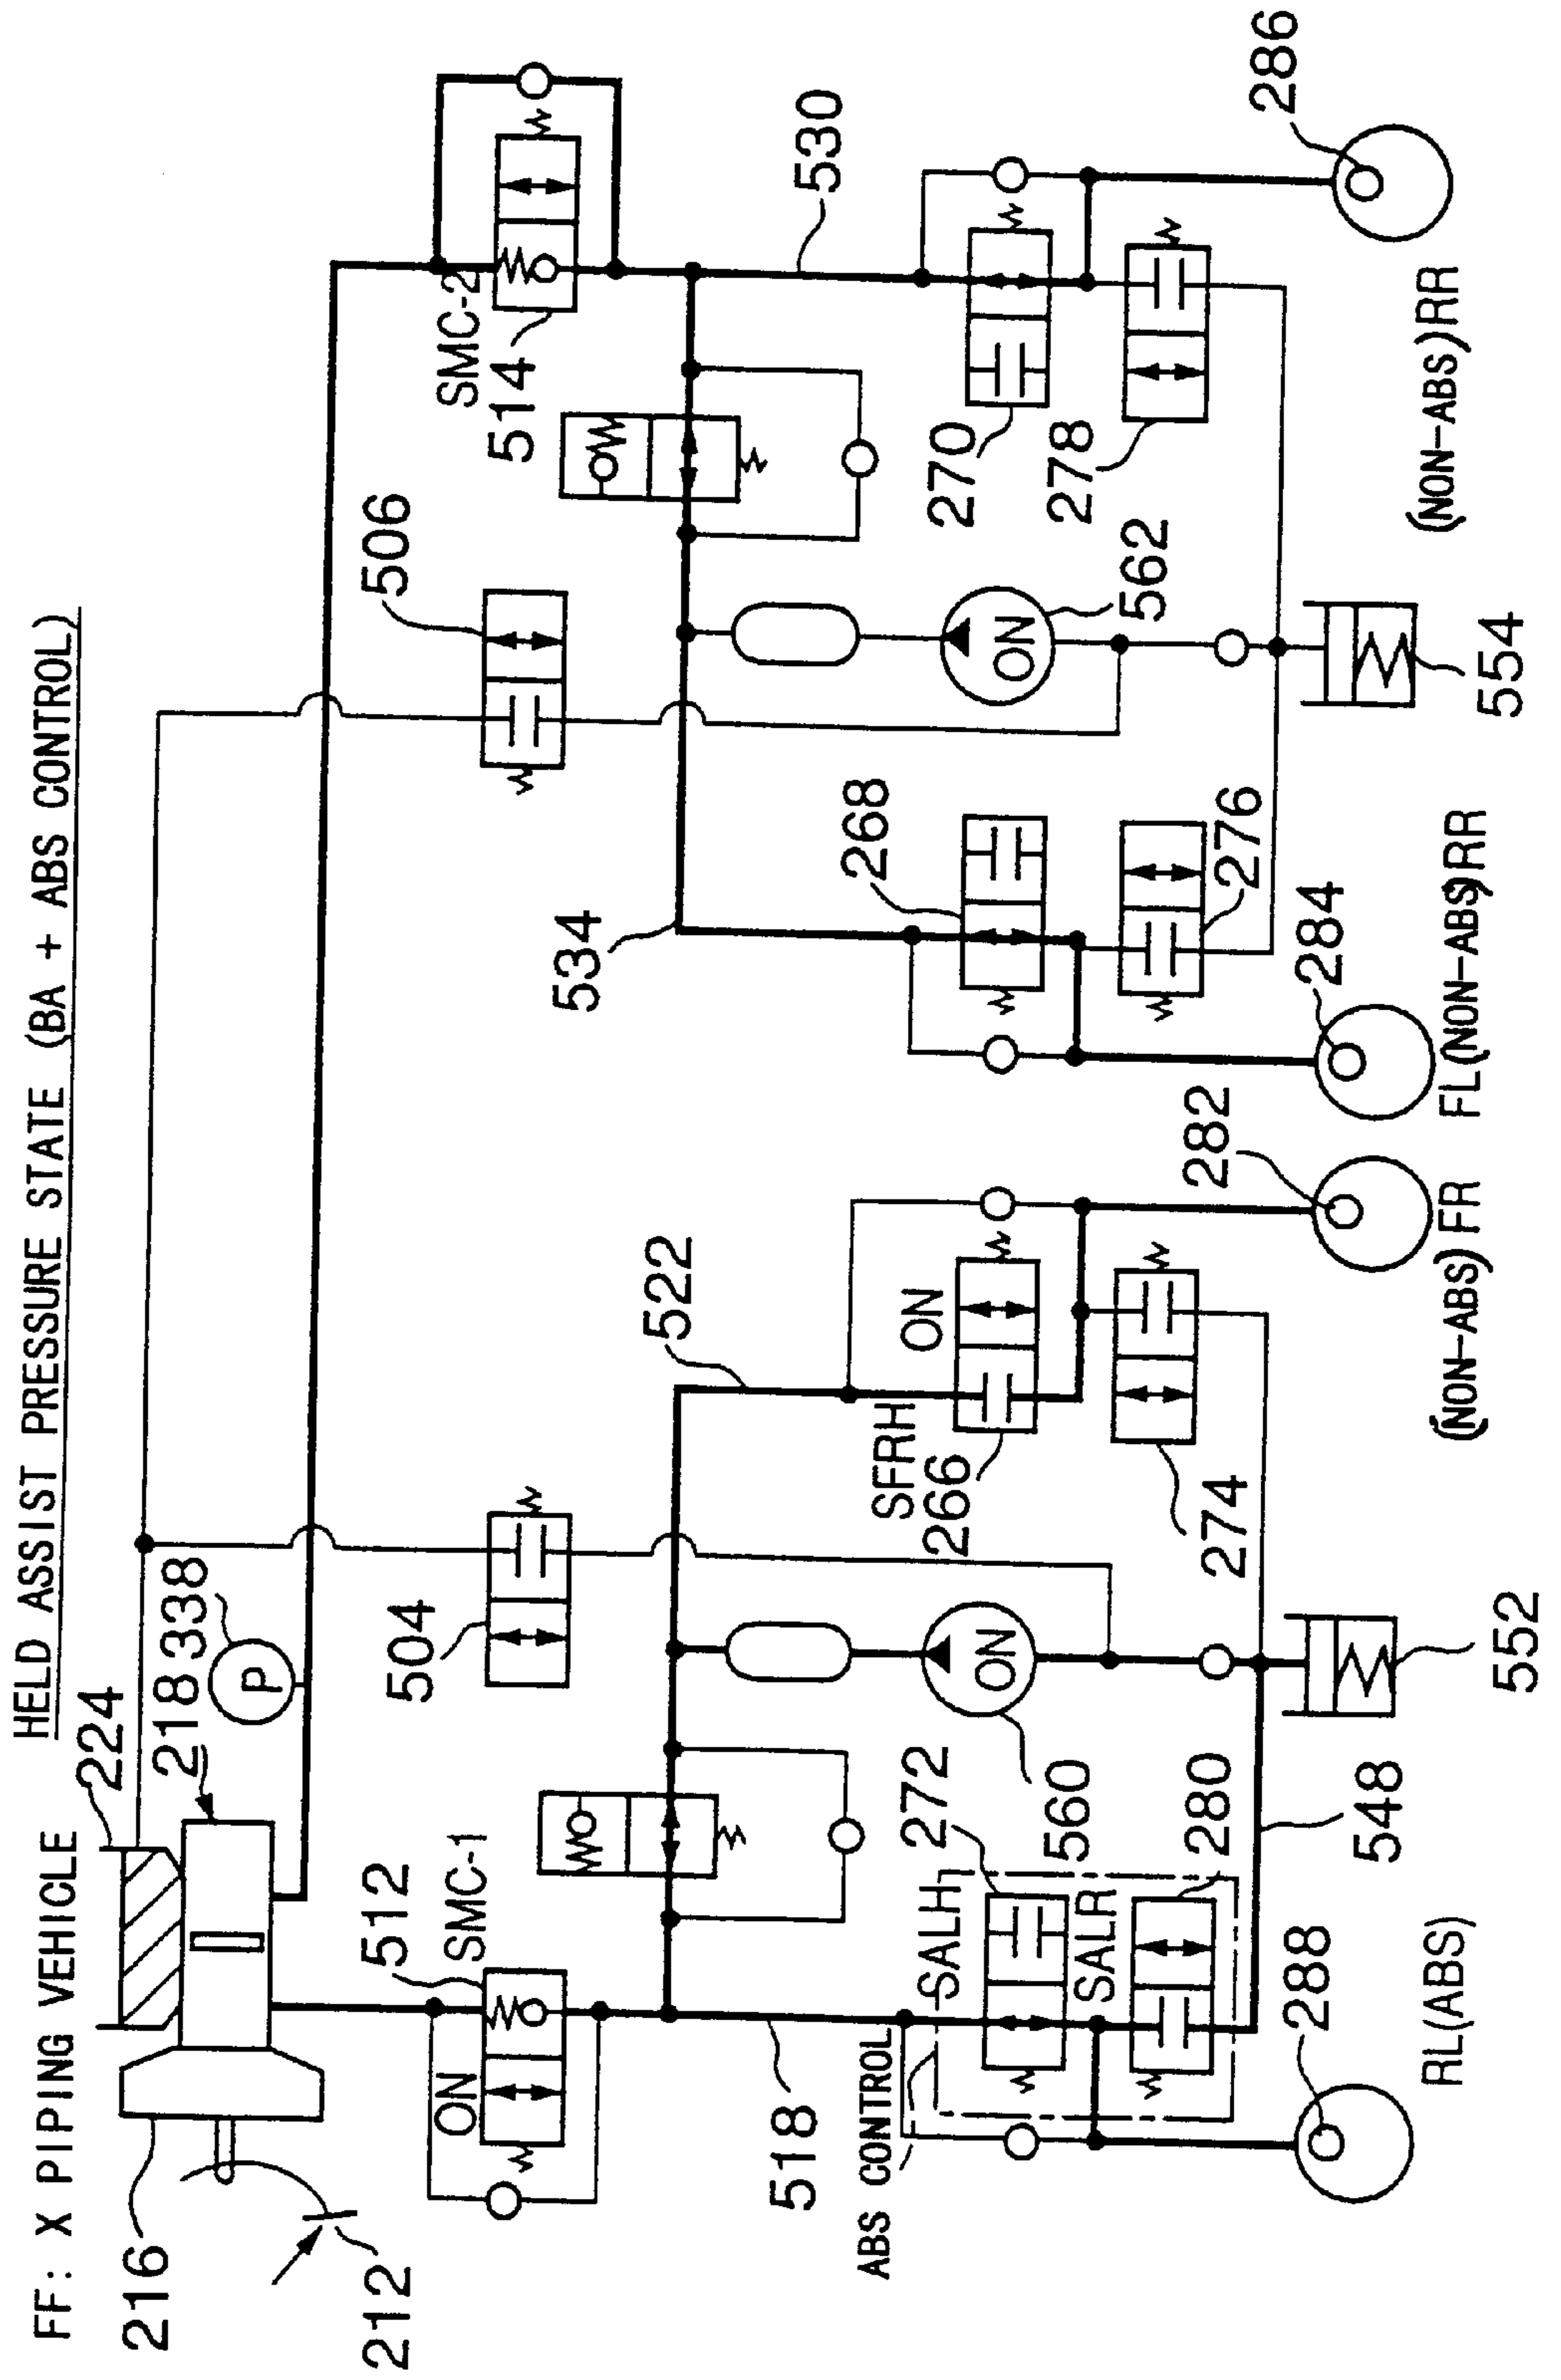 FF: X PIPING VEHICLE
HELD ASSIST PRESSURE STATE (BA + ABS CONTROL)
216
224
218
338
P
212
512
SMC-1
ON
504
506
SMC-2
514
518
522
534
530
ABS CONTROL
SALH
272
SALR
280
560
ON
SFRH
266
ON
274
268
276
562
ON
270
278
288
RL(ABS)
548
552
282
(NON-ABS)FR
284
FL(NON-ABS)RR
554
286
(NON-ABS)RR